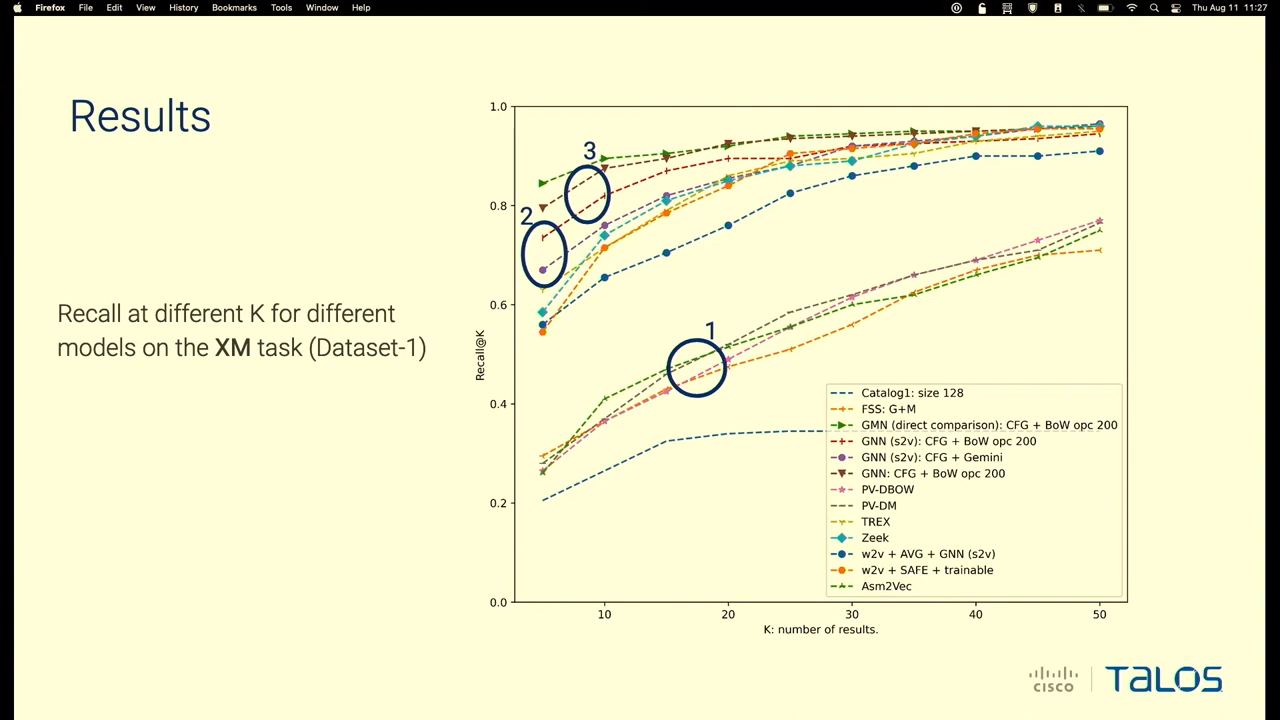 Firefox File Edit View History Bookmarks Tools Window Help Thu Aug 11 11:27
Results
Recall at different K for different
models on the XM task (Dataset-1)
1.0
0.8
0.6
0.4
0.2
0.0
Recall@K
3
2
1
Catalog1: size 128
FSS: G+M
GMN (direct comparison): CFG + BoW opc 200
GNN (s2v): CFG + BoW opc 200
GNN (s2v): CFG + Gemini
GNN: CFG + BoW opc 200
PV-DBOW
PV-DM
TREX
Zeek
w2v + AVG + GNN (s2v)
w2v + SAFE + trainable
Asm2Vec
10 20 30 40 50
K: number of results.
CISCO TALOS